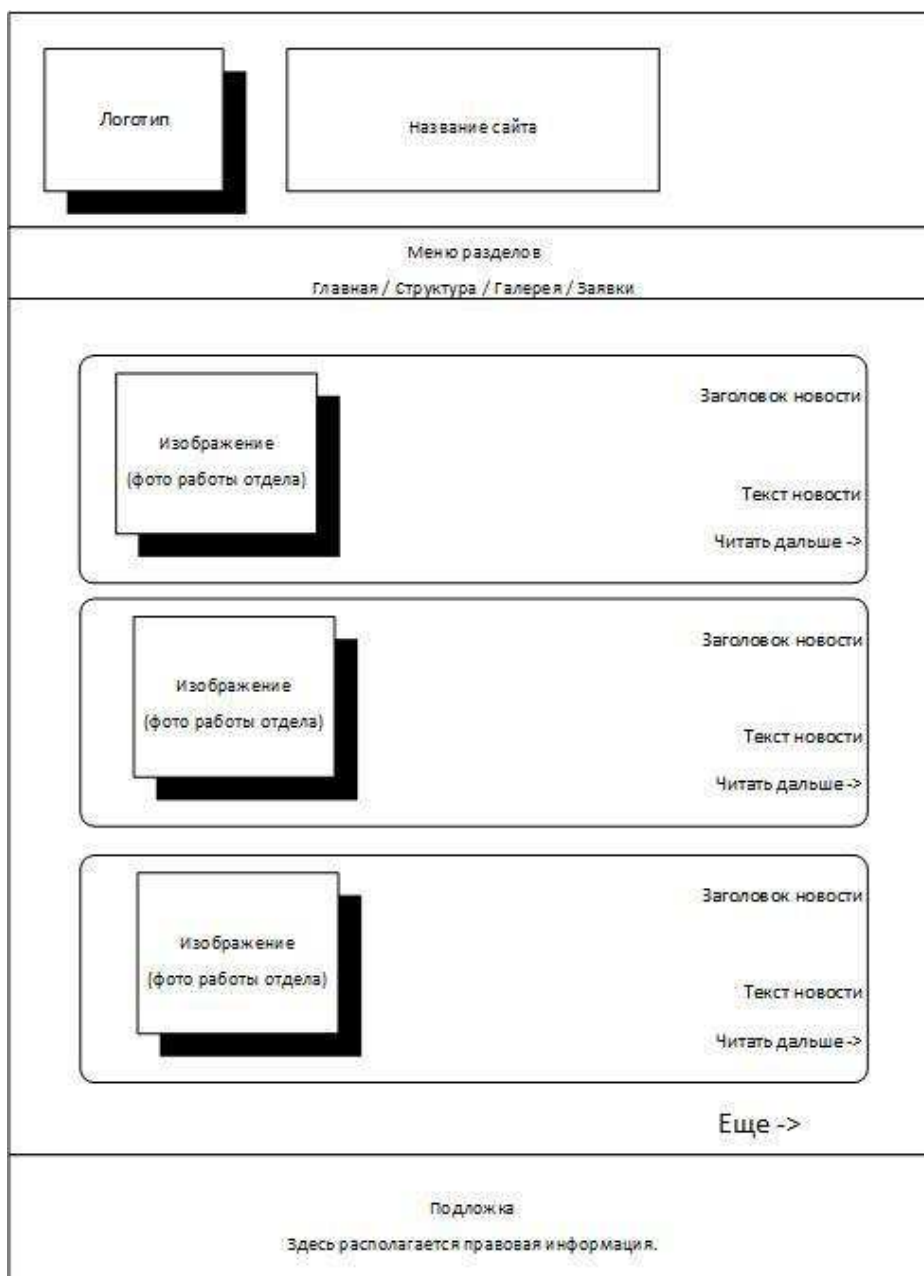 Логотип
Название сайта
Меню разделов
Главная / Структура / Галерея / Заявки
Изображение
(фото работы отдела)
Заголовок новости
Текст новости
Читать дальше ->
Изображение
(фото работы отдела)
Заголовок новости
Текст новости
Читать дальше ->
Изображение
(фото работы отдела)
Заголовок новости
Текст новости
Читать дальше ->
Еще ->
Подложка
Здесь располагается правовая информация.